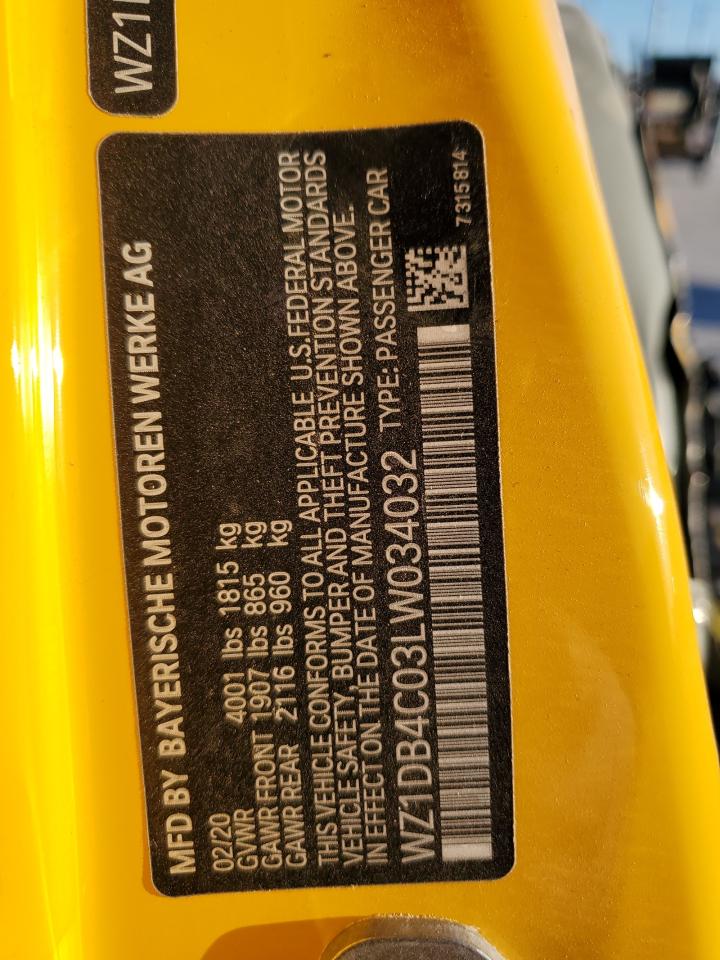 WZ1
MFD BY BAYERISCHE MOTOREN WERKE AG
02/20
GVWR 4001 lbs 1815 kg
GAWR FRONT 1907 lbs 865 kg
GAWR REAR 2116 lbs 960 kg
THIS VEHICLE CONFORMS TO ALL APPLICABLE U.S.FEDERAL MOTOR
VEHICLE SAFETY, BUMPER AND THEFT PREVENTION STANDARDS
IN EFFECT ON THE DATE OF MANUFACTURE SHOWN ABOVE.
WZ1DB4C03LW034032 TYPE: PASSENGER CAR
7315814